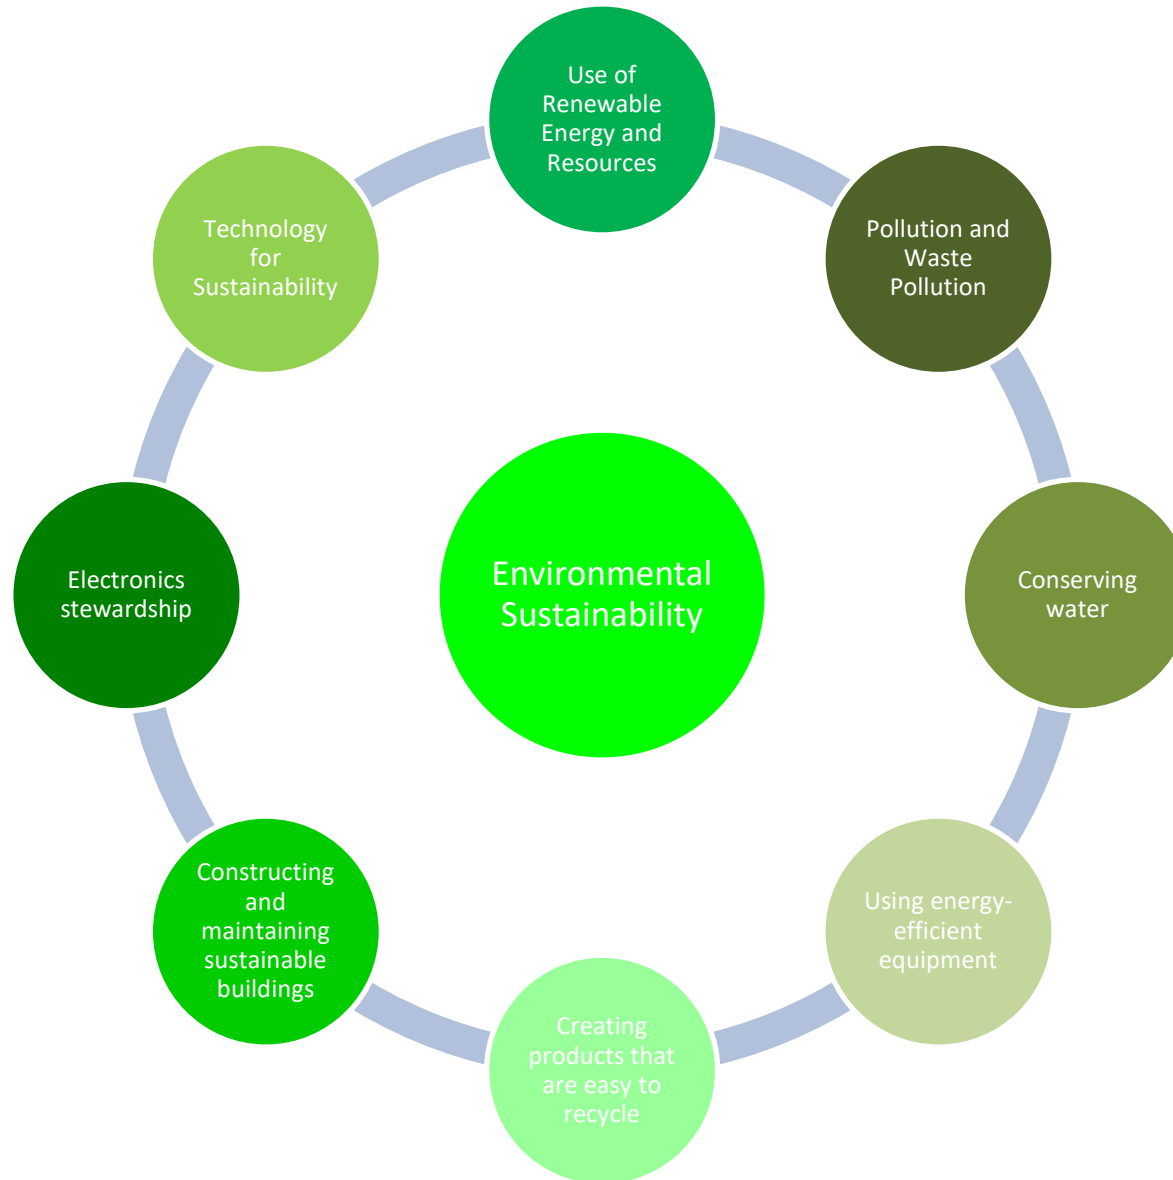 Use of
Renewable
Energy and
Resources
Pollution and
Waste
Pollution
Conserving
water
Using energy-
efficient
equipment
Creating
products that
are easy to
recycle
Constructing
and
maintaining
sustainable
buildings
Electronics
stewardship
Technology
for
Sustainability
Environmental
Sustainability